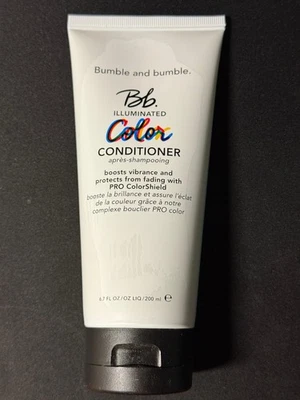 Bumble and bumble.
Bb.
ILLUMINATED
Color
CONDITIONER
après-shampooing
boosts vibrance and
protects from fading with
PRO ColorShield
booste la brillance et assure l'éclat
de la couleur grâce à notre
complexe bouclier PRO color
6.7 FL OZ/OZ LIQ/200 ml ℮